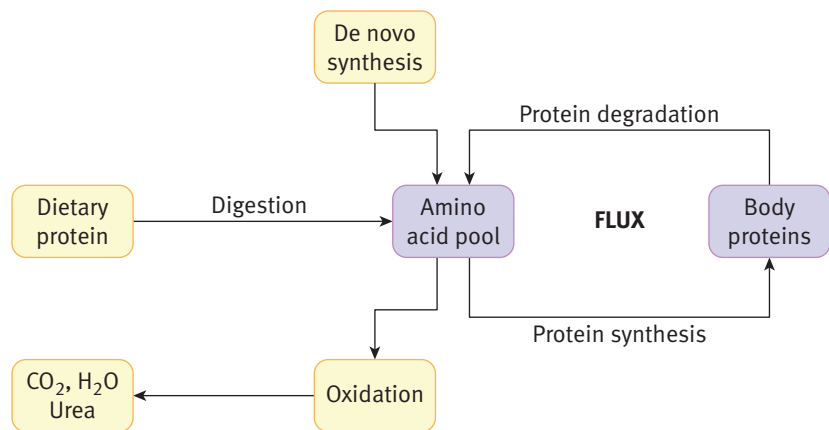 De novo
synthesis
Protein degradation
Dietary
protein
Digestion
Amino
acid pool
FLUX
Body
proteins
Protein synthesis
CO₂, H₂O
Urea
Oxidation